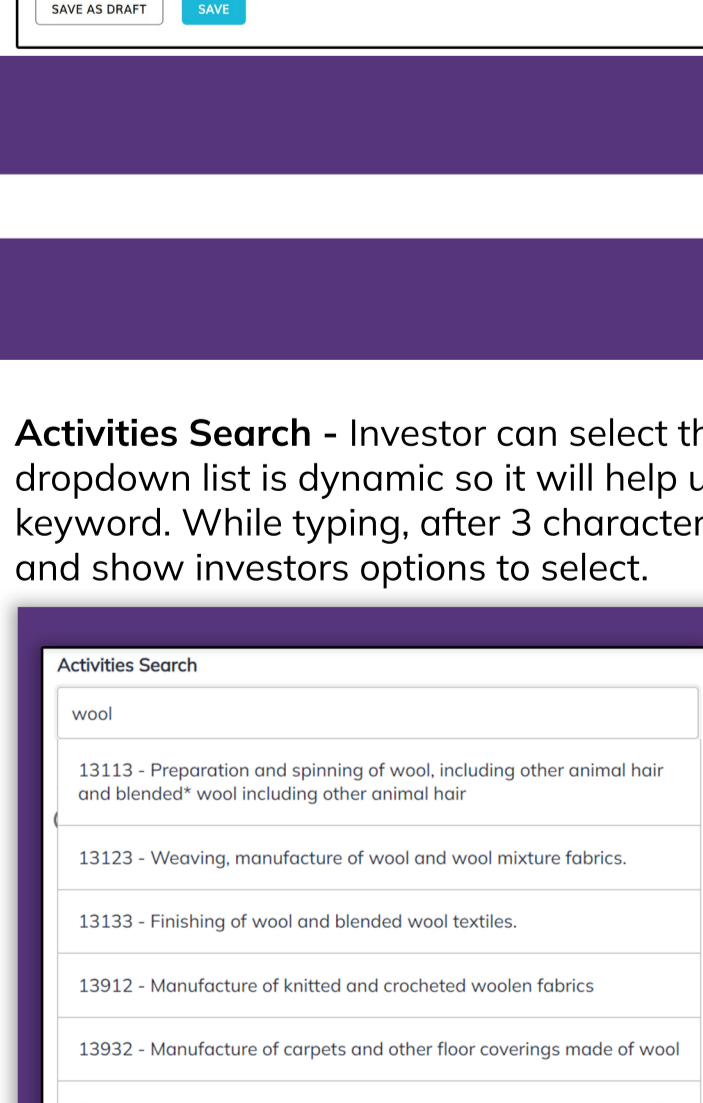 SAVE AS DRAFT SAVE
Activities Search - Investor can select
dropdown list is dynamic so it will help
keyword. While typing, after 3
and show investors options to select.
Activities Search
wool
13113 - Preparation and spinning of wool, including other animal hair
and blended* wool including other animal hair
13123 - Weaving, manufacture of wool and wool mixture fabrics.
13133 - Finishing of wool and blended wool textiles.
13912 - Manufacture of knitted and crocheted woolen fabrics
13932 - Manufacture of carpets and other floor coverings made of wool